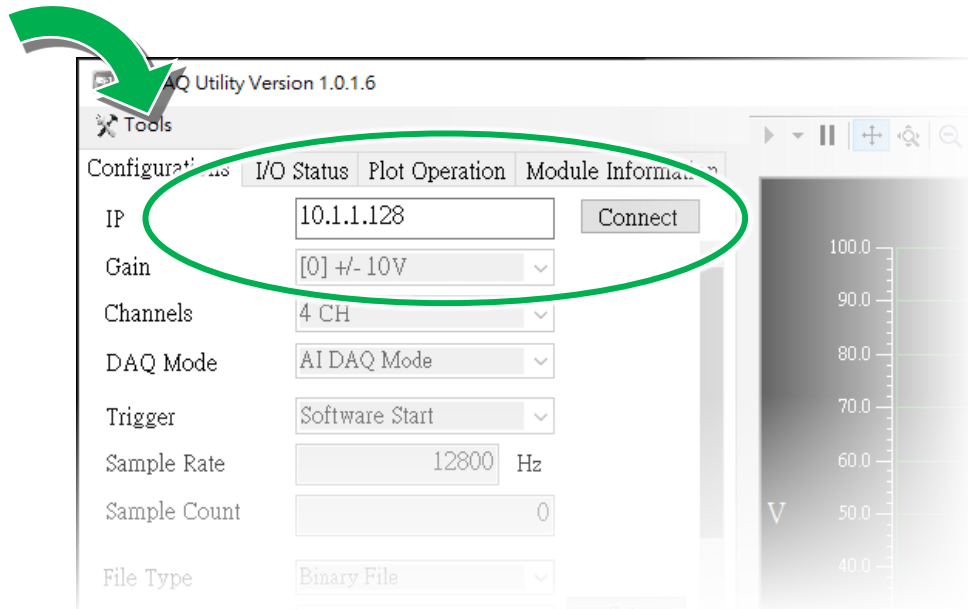 AQ Utility Version 1.0.1.6
Tools
Configurations I/O Status Plot Operation Module Information
IP 10.1.1.128 Connect
Gain [0] +/- 10V
Channels 4 CH
DAQ Mode AI DAQ Mode
Trigger Software Start
Sample Rate 12800 Hz
Sample Count 0
File Type Binary File
100.0
90.0
80.0
70.0
60.0
V 50.0
40.0